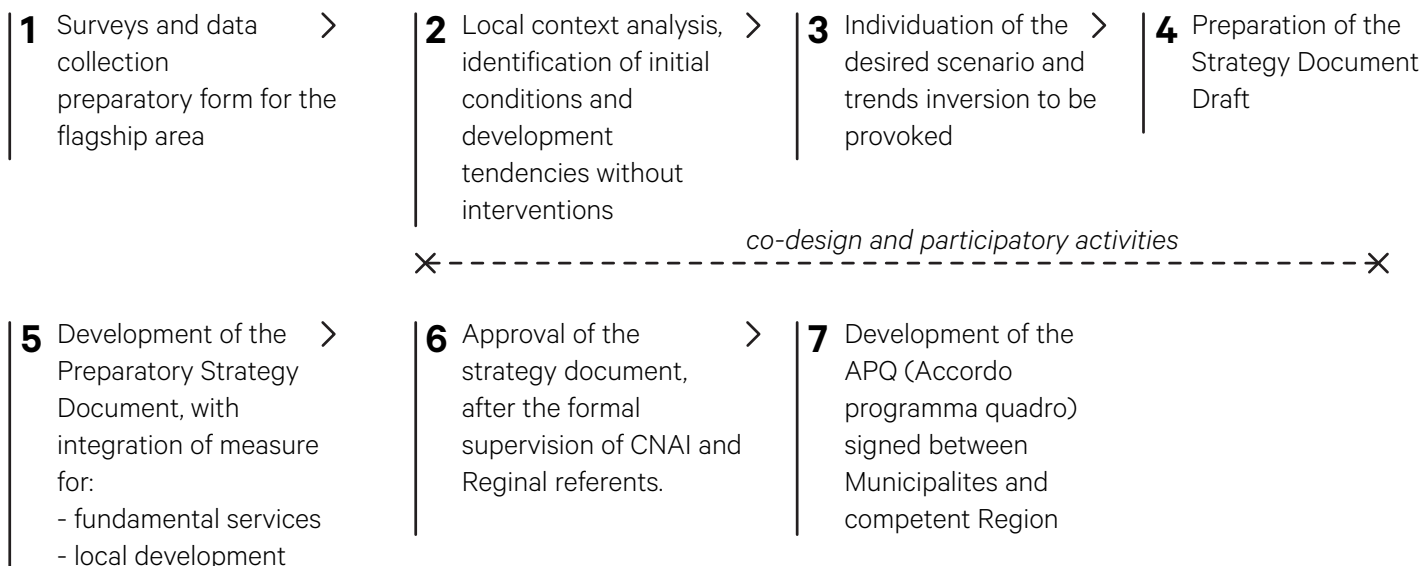 1 Surveys and data >
collection
preparatory form for the
flagship area
2 Local context analysis, >
identification of initial
conditions and
development
tendencies without
interventions
3 Individuation of the >
desired scenario and
trends inversion to be
provoked
4 Preparation of the
Strategy Document
Draft
co-design and participatory activities
5 Development of the >
Preparatory Strategy
Document, with
integration of measure
for:
- fundamental services
- local development
6 Approval of the >
strategy document,
after the formal
supervision of CNAI and
Reginal referents.
7 Development of the
APQ (Accordo
programma quadro)
signed between
Municipalites and
competent Region